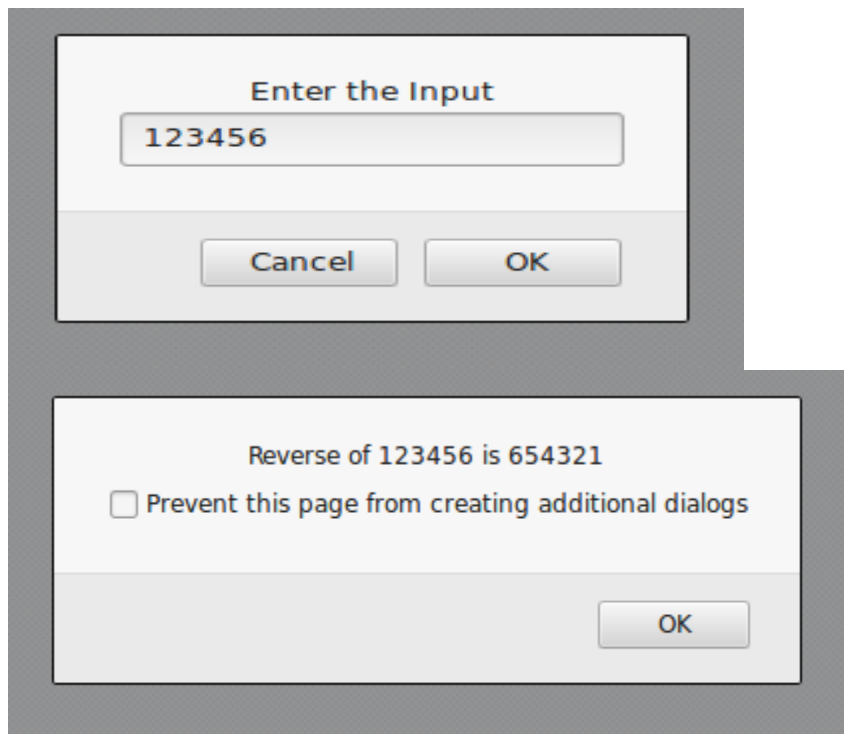 Enter the Input
123456
Cancel OK
Reverse of 123456 is 654321
Prevent this page from creating additional dialogs
OK